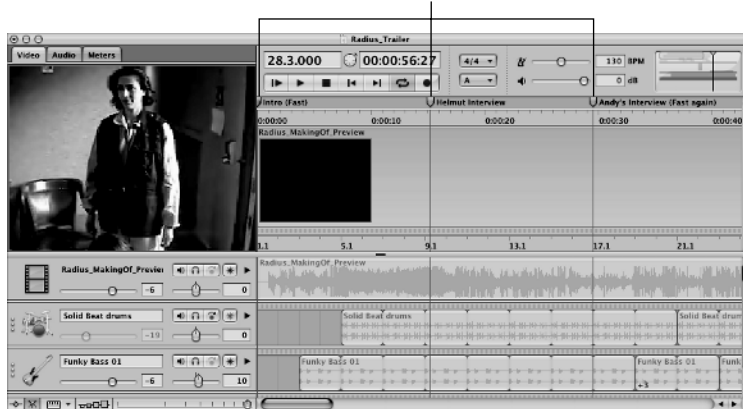 Radius_Trailer
Video Audio Meters
28.3.000 00:00:56:27 4/4 130 BPM
A 0 dB
Intro (Fast) Helmut Interview Andy's Interview (Fast again)
0:00:00 0:00:10 0:00:20 0:00:30 0:00:40
Radius_MakingOf_Preview
1.1 5.1 9.1 13.1 17.1 21.1
Radius_MakingOf_Previe Radius_MakingOf_Preview
-6 0
Solid Beat drums Solid Beat drums Solid Beat drum
-19 0
Funky Bass 01 Funky Bass 01 Funky Bass 01 Funk
-6 10 +3